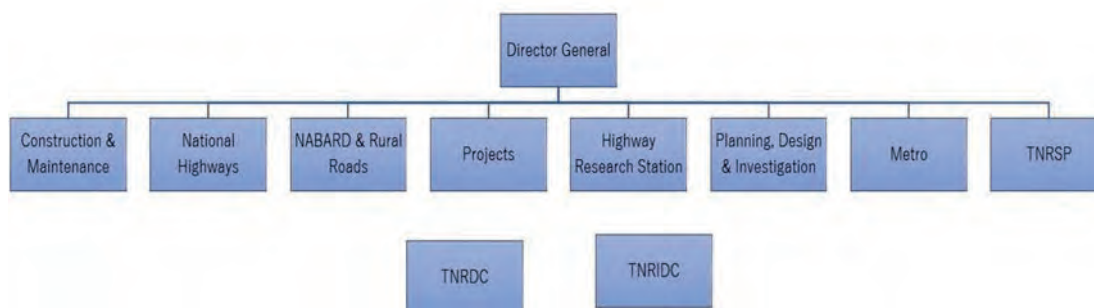 Director General
Construction &
Maintenance
National
Highways
NABARD & Rural
Roads
Projects
Highway
Research Station
Planning, Design
& Investigation
Metro
TNRSP
TNRDC
TNRIDC